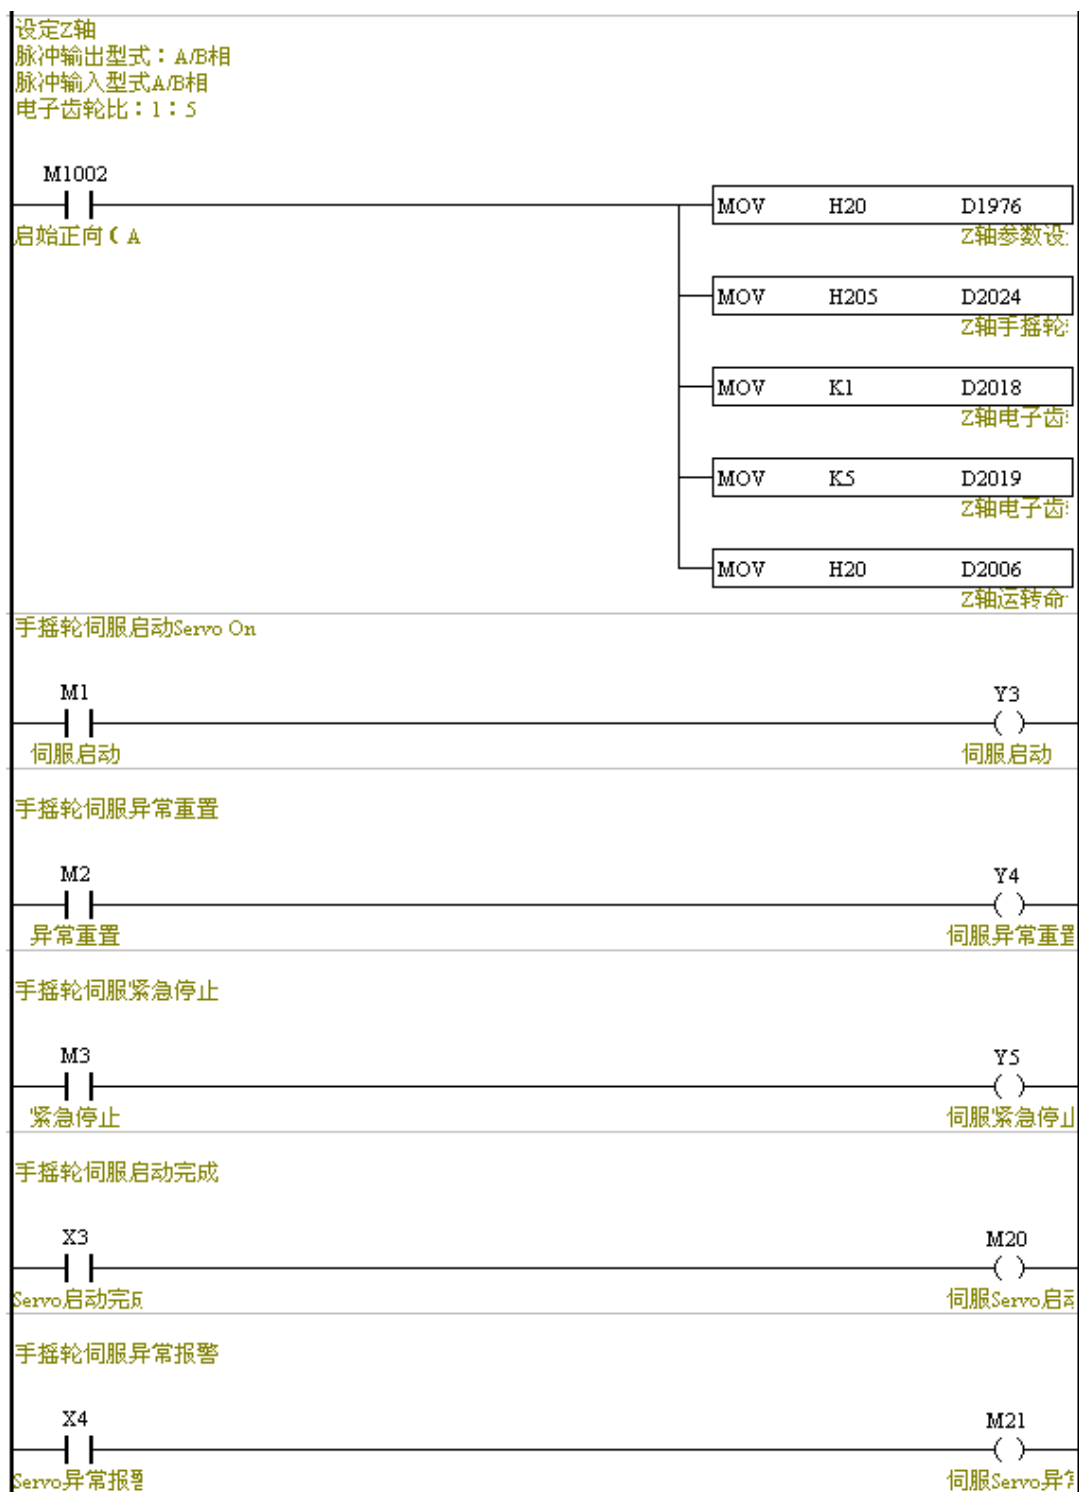 设定Z轴
脉冲输出型式：A/B相
脉冲输入型式A/B相
电子齿轮比：1：5
M1002
启始正向（A
MOV H20 D1976
Z轴参数设
MOV H205 D2024
Z轴手摇轮
MOV K1 D2018
Z轴电子齿
MOV K5 D2019
Z轴电子齿
MOV H20 D2006
Z轴运转命
手摇轮伺服启动Servo On
M1 Y3
伺服启动 伺服启动
手摇轮伺服异常重置
M2 Y4
异常重置 伺服异常重置
手摇轮伺服紧急停止
M3 Y5
紧急停止 伺服紧急停止
手摇轮伺服启动完成
X3 M20
Servo启动完成 伺服Servo启动
手摇轮伺服异常报警
X4 M21
Servo异常报警 伺服Servo异常